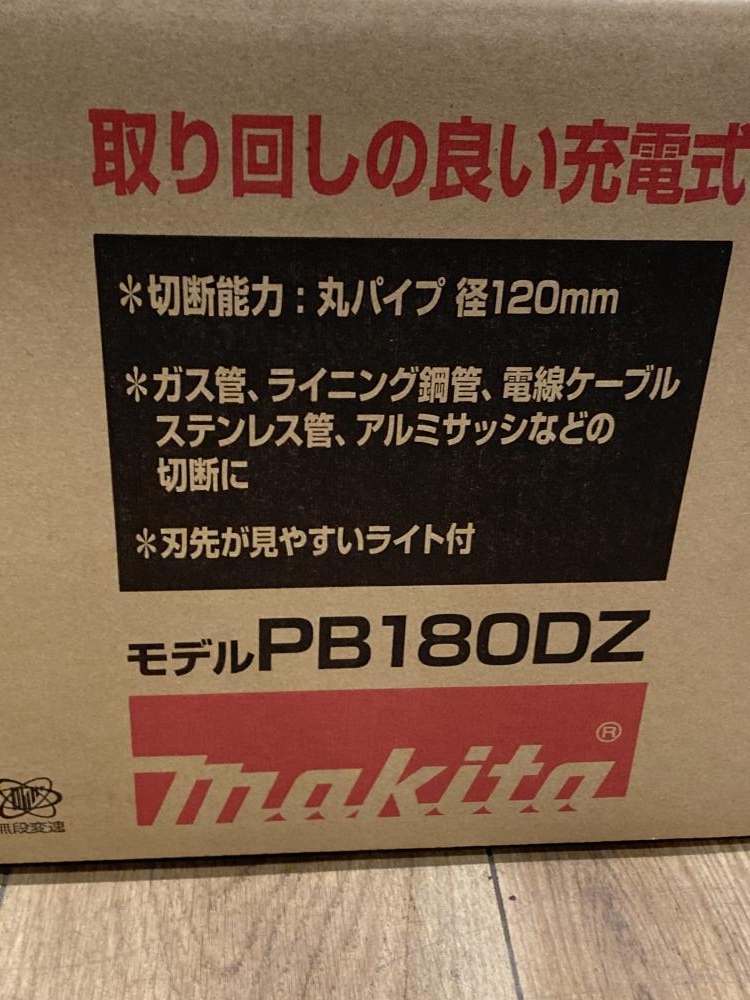 取り回しの良い充電式
＊切断能力：丸パイプ 径120mm
＊ガス管、ライニング鋼管、電線ケーブル
ステンレス管、アルミサッシなどの
切断に
＊刃先が見やすいライト付
モデルPB180DZ
makita®
無段変速